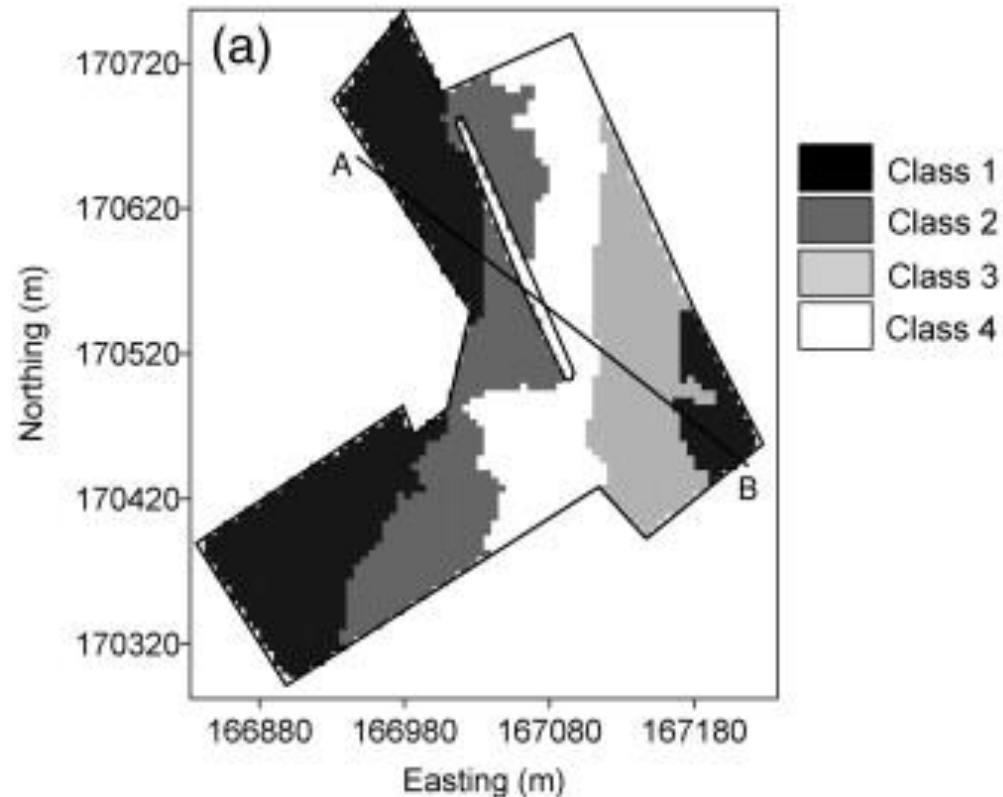 (a)
170720
170620
170520
170420
170320
Northing (m)
A
B
166880 166980 167080 167180
Easting (m)
Class 1
Class 2
Class 3
Class 4